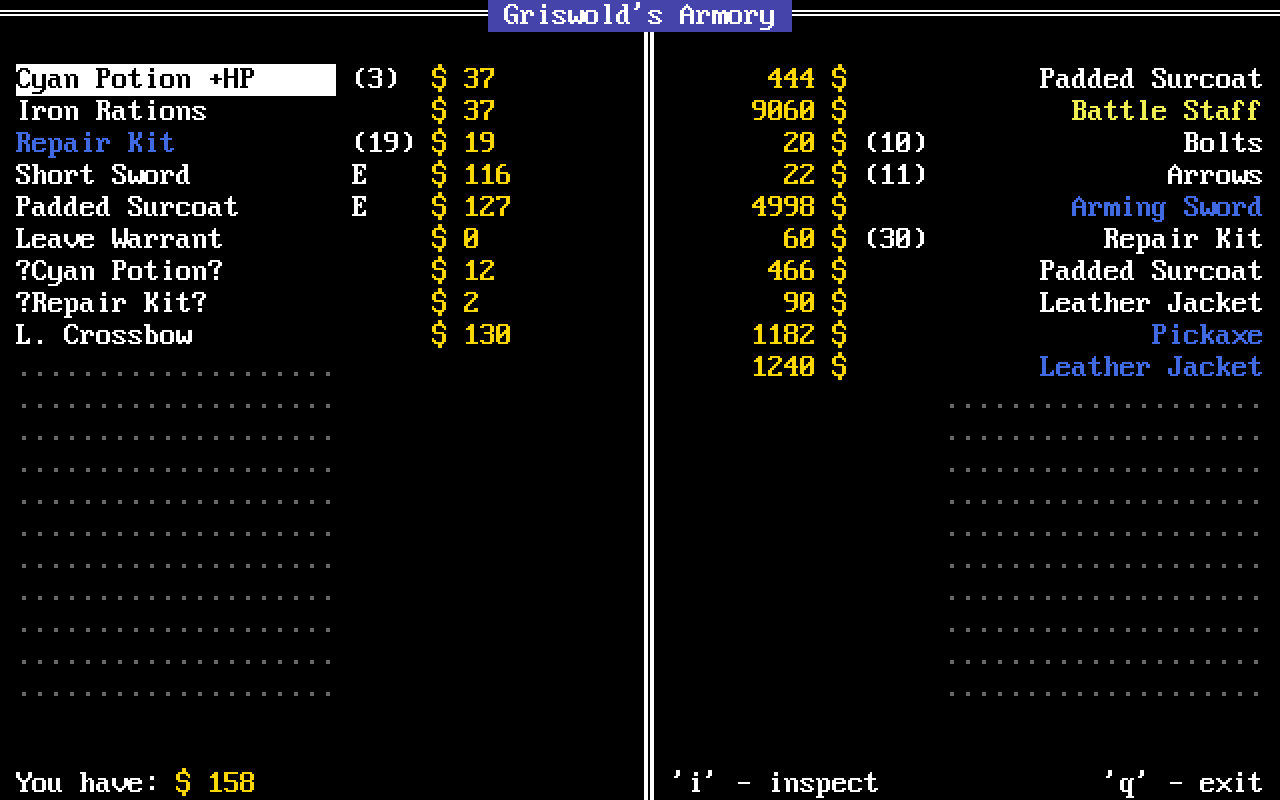 Griswold's Armory
Cyan Potion +HP (3) $ 37 444 $ Padded Surcoat
Iron Rations $ 37 9060 $ Battle Staff
Repair Kit (19) $ 19 20 $ (10) Bolts
Short Sword E $ 116 22 $ (11) Arrows
Padded Surcoat E $ 127 4998 $ Arming Sword
Leave Warrant $ 0 60 $ (30) Repair Kit
?Cyan Potion? $ 12 466 $ Padded Surcoat
?Repair Kit? $ 2 90 $ Leather Jacket
L. Crossbow $ 130 1182 $ Pickaxe
1240 $ Leather Jacket
You have: $ 158 'i' - inspect 'q' - exit